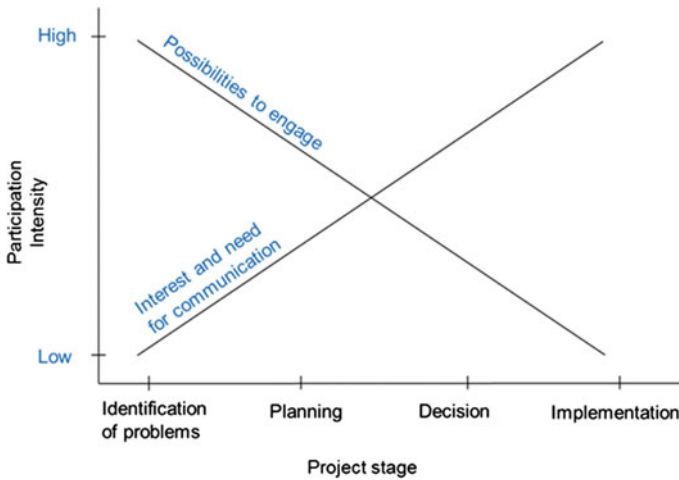 High
Possibilities to engage
Participation
Intensity
Interest and need
for communication
Low
Identification
of problems
Planning
Decision
Implementation
Project stage